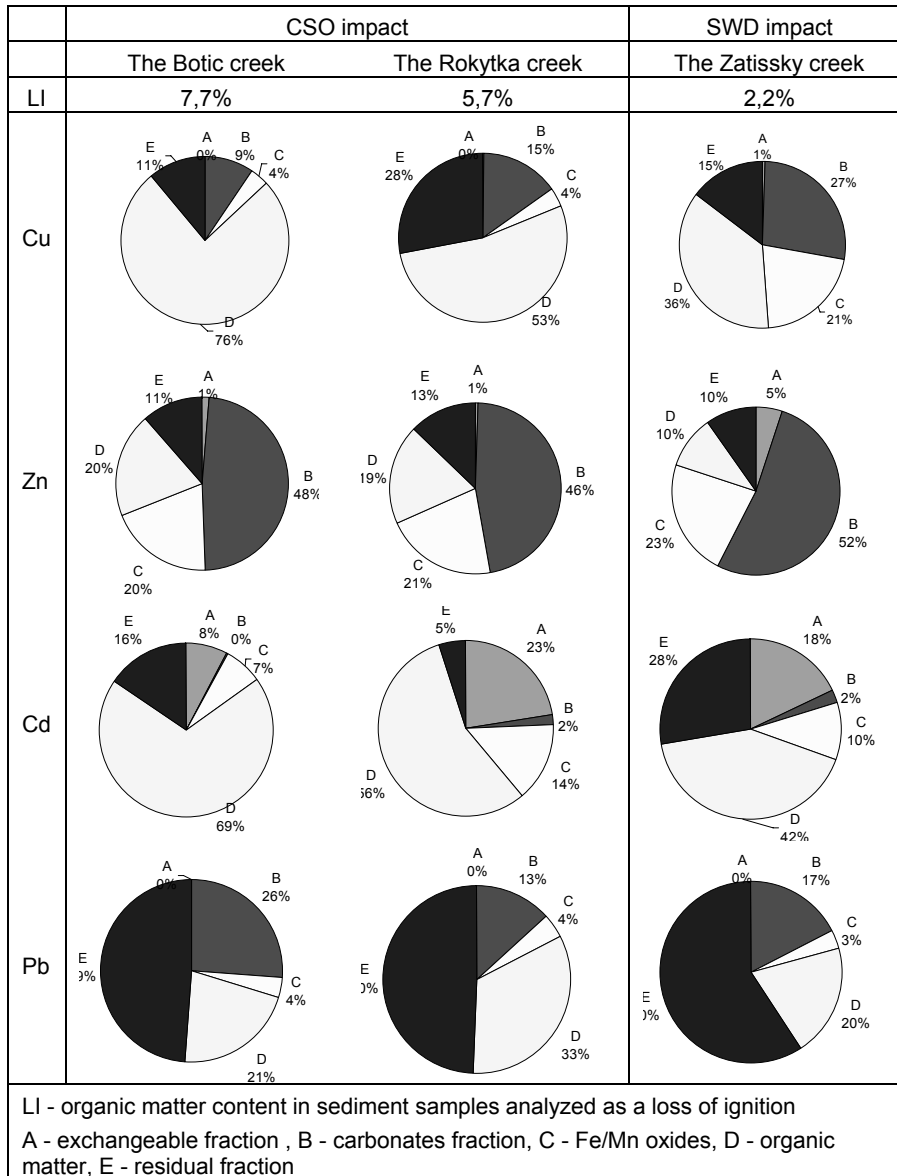 CSO impact SWD impact
The Botic creek The Rokytka creek The Zatissky creek
LI 7,7% 5,7% 2,2%
Cu
A 0% B 9% C 4% D 76% E 11%
A 0% B 15% C 4% D 53% E 28%
A 1% B 27% C 21% D 36% E 15%
Zn
A 1% B 48% C 20% D 20% E 11%
A 1% B 46% C 21% D 19% E 13%
A 5% B 52% C 23% D 10% E 10%
Cd
A 8% B 0% C 7% D 69% E 16%
A 23% B 2% C 14% D E 5%
A 18% B 2% C 10% D 42% E 28%
Pb
A 0% B 26% C 4% D 21% E 9%
A 0% B 13% C 4% D 33% E 0%
A 0% B 17% C 3% D 20% E 0%
LI - organic matter content in sediment samples analyzed as a loss of ignition
A - exchangeable fraction , B - carbonates fraction, C - Fe/Mn oxides, D - organic
matter, E - residual fraction